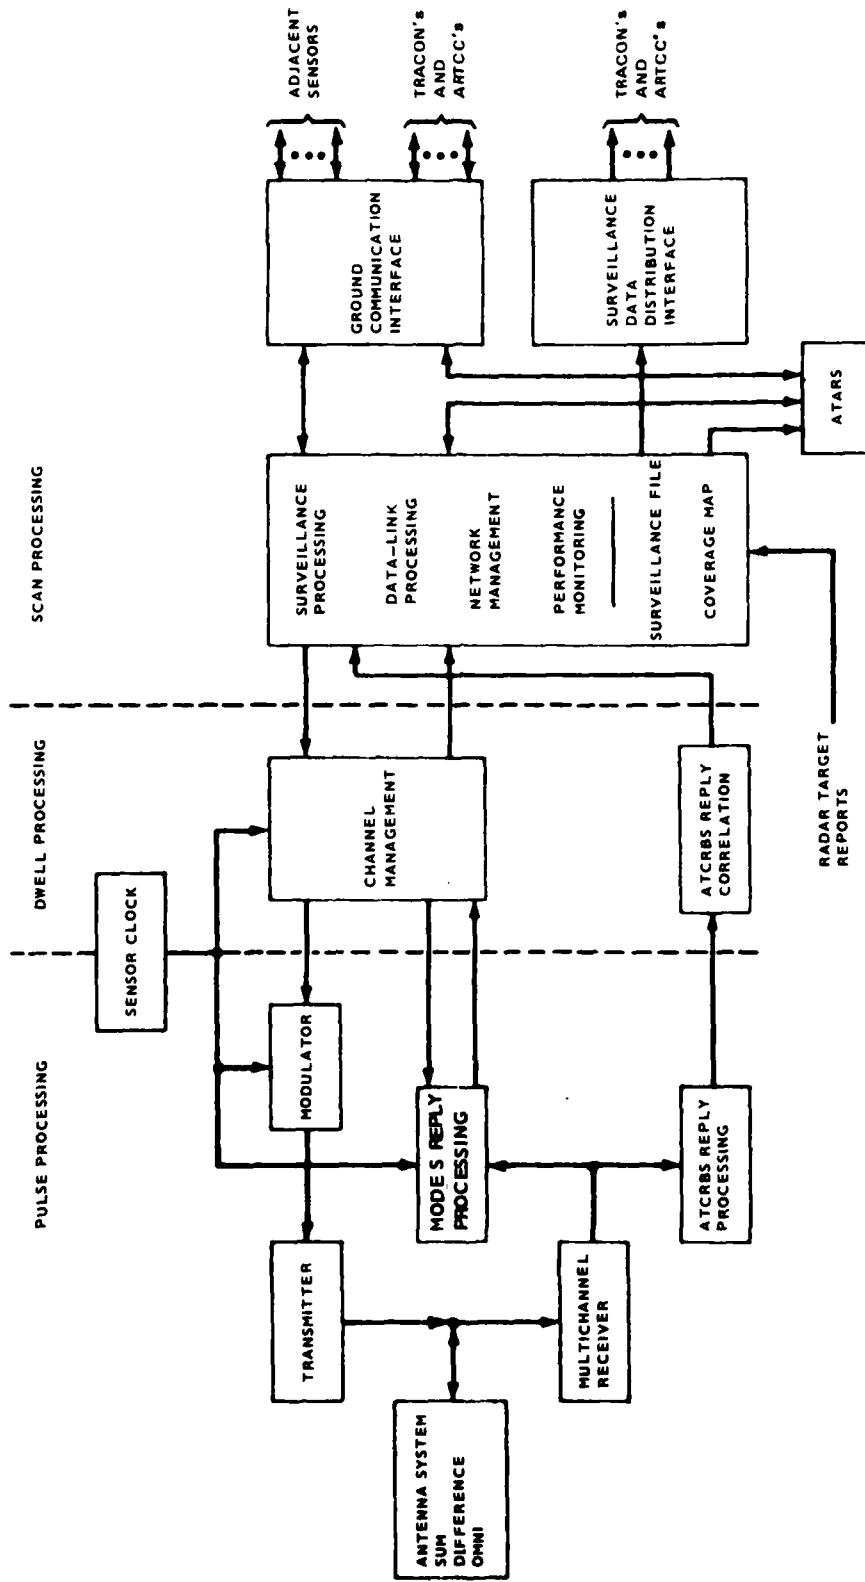 PULSE PROCESSING
DWELL PROCESSING
SCAN PROCESSING
SENSOR CLOCK
ADJACENT
SENSORS
TRANSMITTER
MODULATOR
CHANNEL
MANAGEMENT
SURVEILLANCE
PROCESSING
DATA-LINK
PROCESSING
NETWORK
MANAGEMENT
PERFORMANCE
MONITORING
SURVEILLANCE FILE
COVERAGE MAP
GROUND
COMMUNICATION
INTERFACE
TRACON's
AND
ARTCC's
ANTENNA SYSTEM
SUM
DIFFERENCE
OMNI
MODE S REPLY
PROCESSING
MULTICHANNEL
RECEIVER
SURVEILLANCE
DATA
DISTRIBUTION
INTERFACE
TRACON's
AND
ARTCC's
ATCRBS REPLY
PROCESSING
ATCRBS REPLY
CORRELATION
ATARS
RADAR TARGET
REPORTS